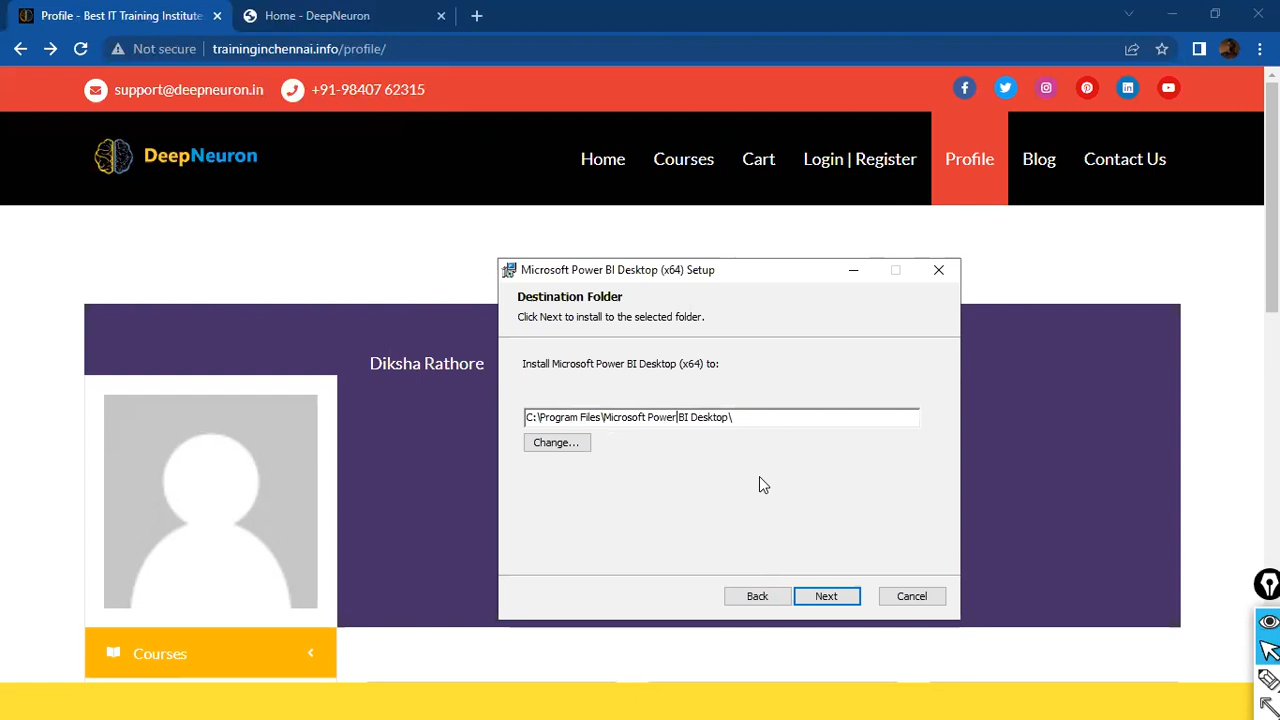 Profile - Best IT Training Institute
Home - DeepNeuron
Not secure
traininginchennai.info/profile/
support@deepneuron.in
+91-98407 62315
DeepNeuron
Home
Courses
Cart
Login | Register
Profile
Blog
Contact Us
Microsoft Power BI Desktop (x64) Setup
Destination Folder
Click Next to install to the selected folder.
Diksha Rathore
Install Microsoft Power BI Desktop (x64) to:
C:\Program Files\Microsoft Power BI Desktop\
Change...
Back
Next
Cancel
Courses